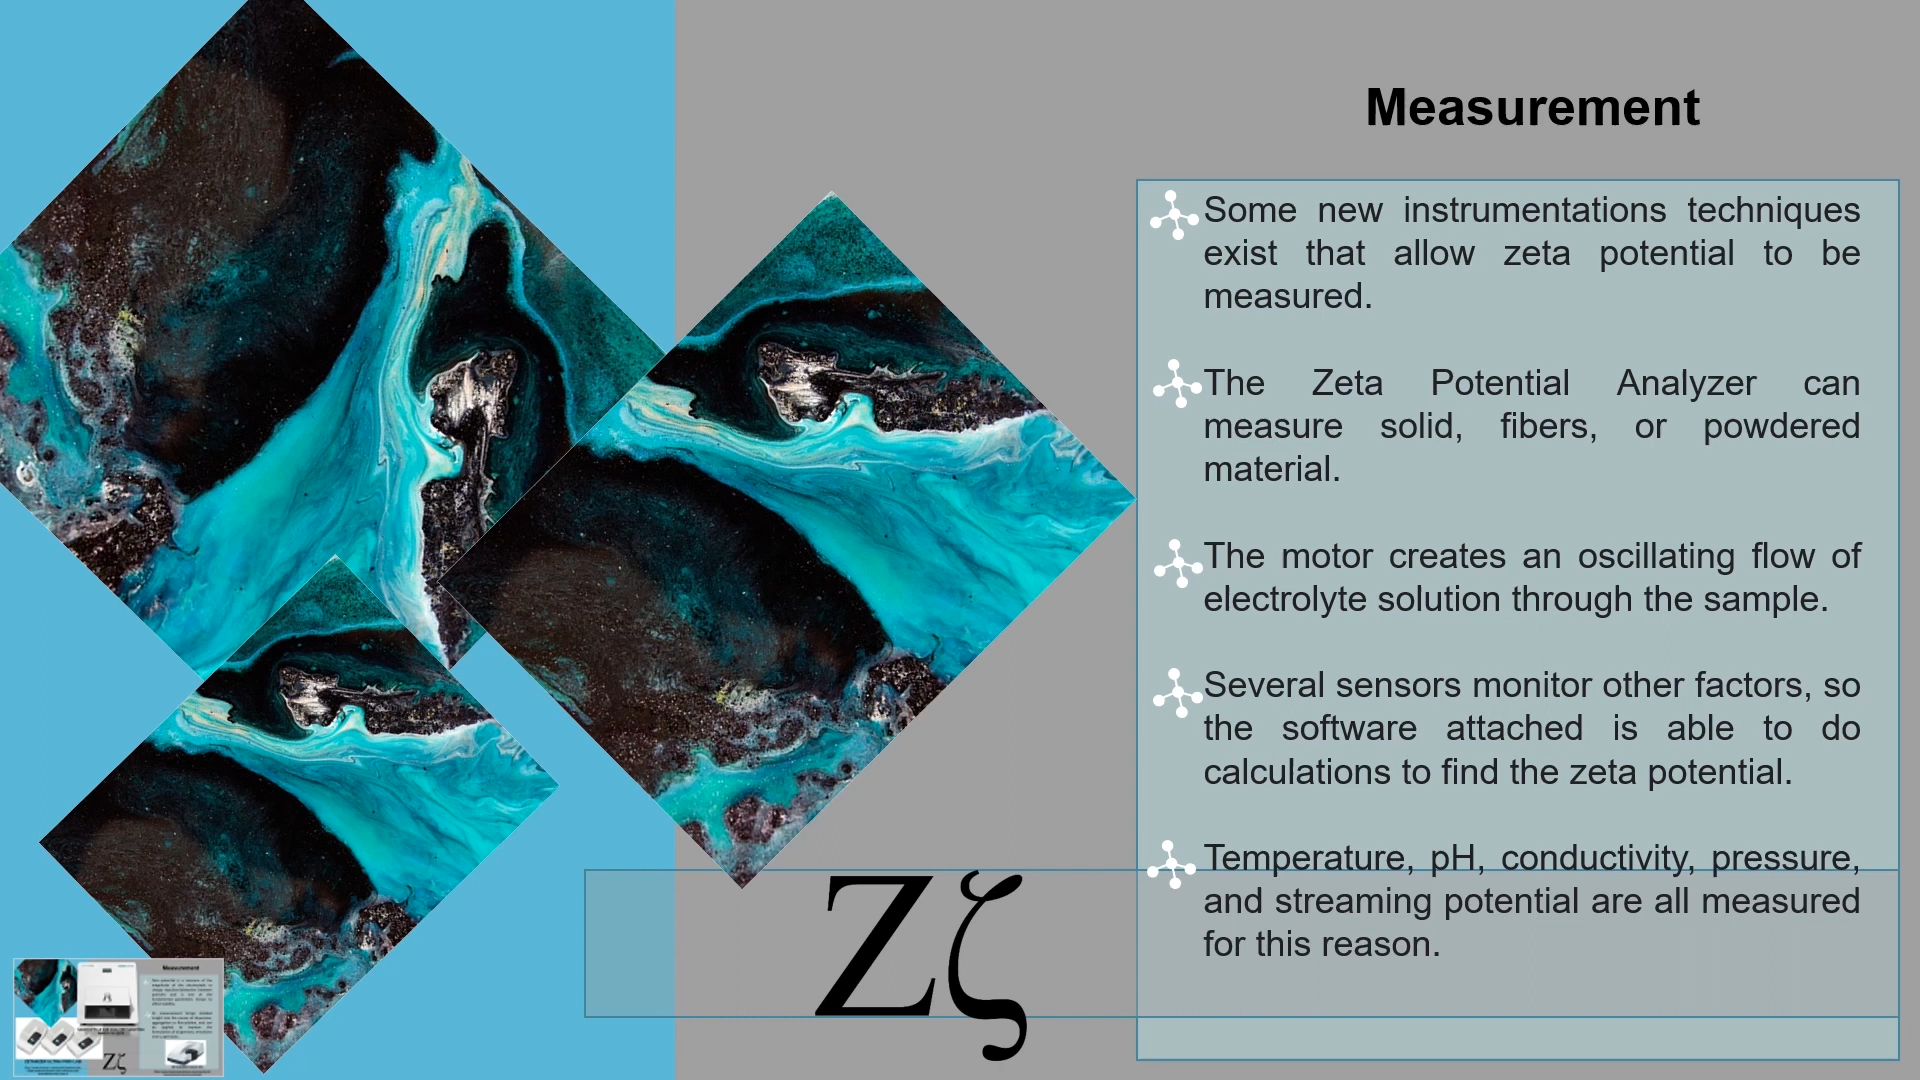 Measurement
Some new instrumentations techniques
exist that allow zeta potential to be
measured.
The Zeta Potential Analyzer can
measure solid, fibers, or powdered
material.
The motor creates an oscillating flow of
electrolyte solution through the sample.
Several sensors monitor other factors, so
the software attached is able to do
calculations to find the zeta potential.
Temperature, pH, conductivity, pressure,
and streaming potential are all measured
for this reason.
Ζζ
Measurement
Ζζ